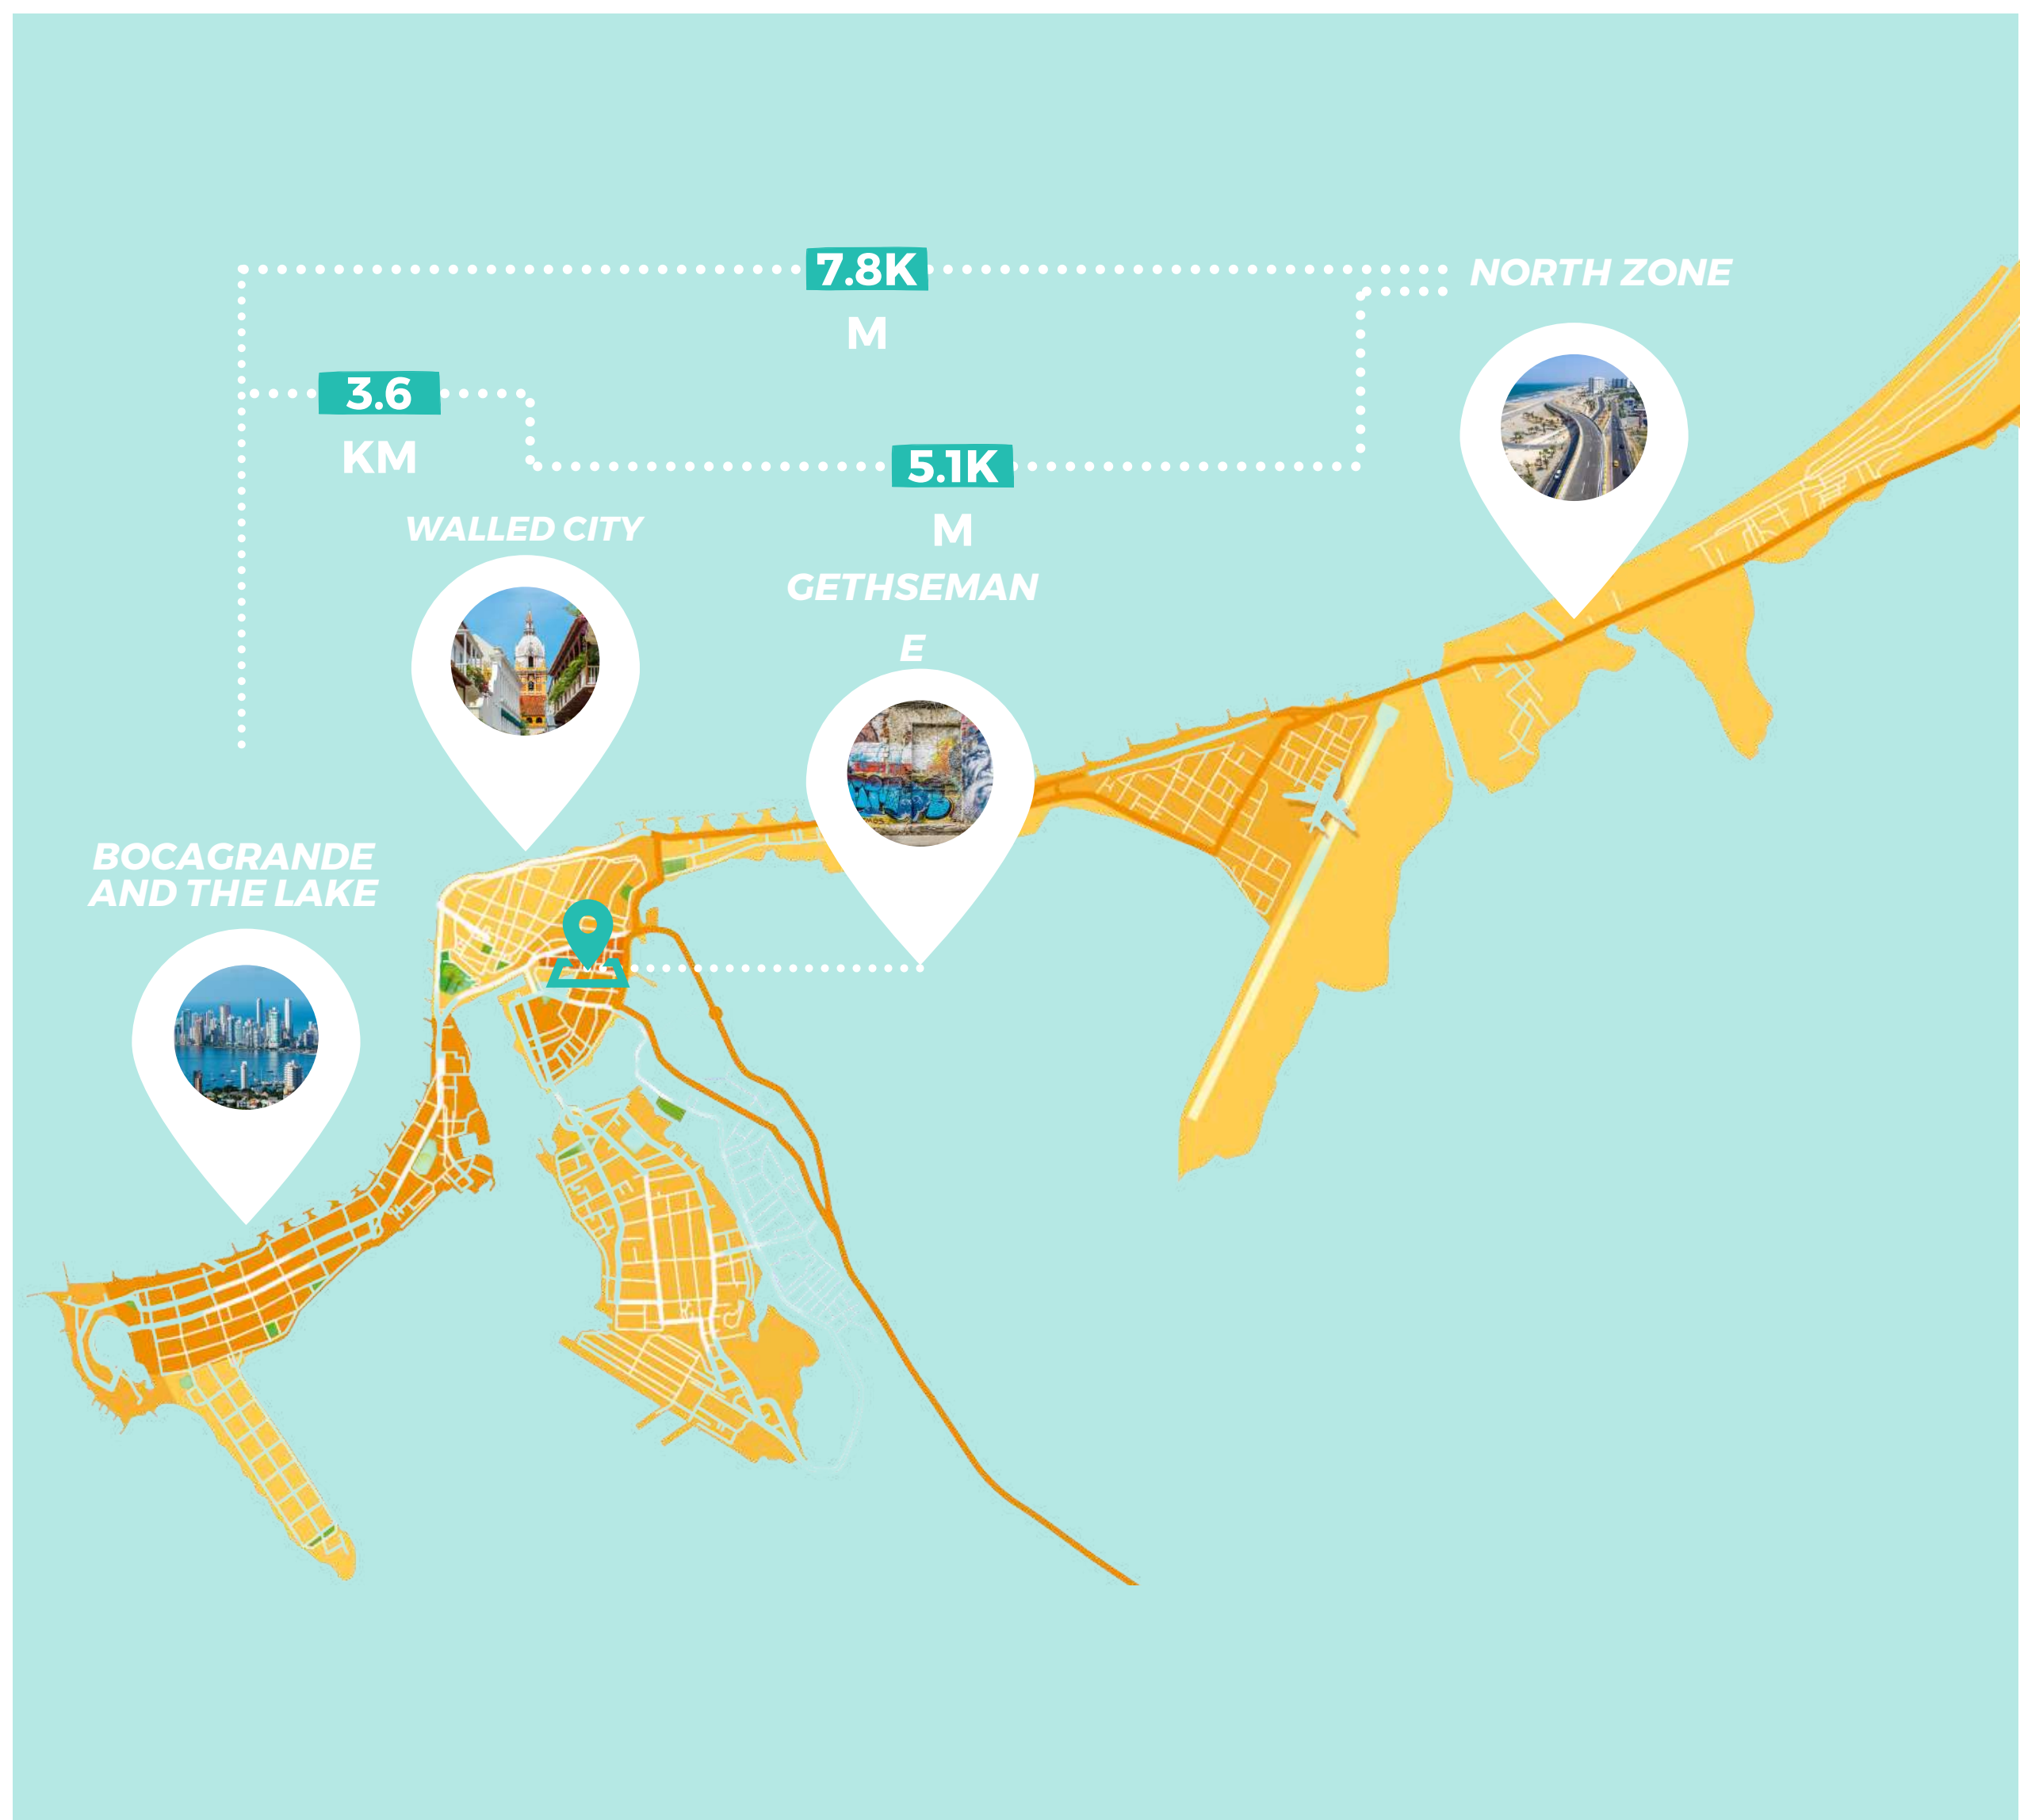 7.8K
M
NORTH ZONE
3.6
KM
5.1K
M
WALLED CITY
GETHSEMAN
E
BOCAGRANDE
AND THE LAKE